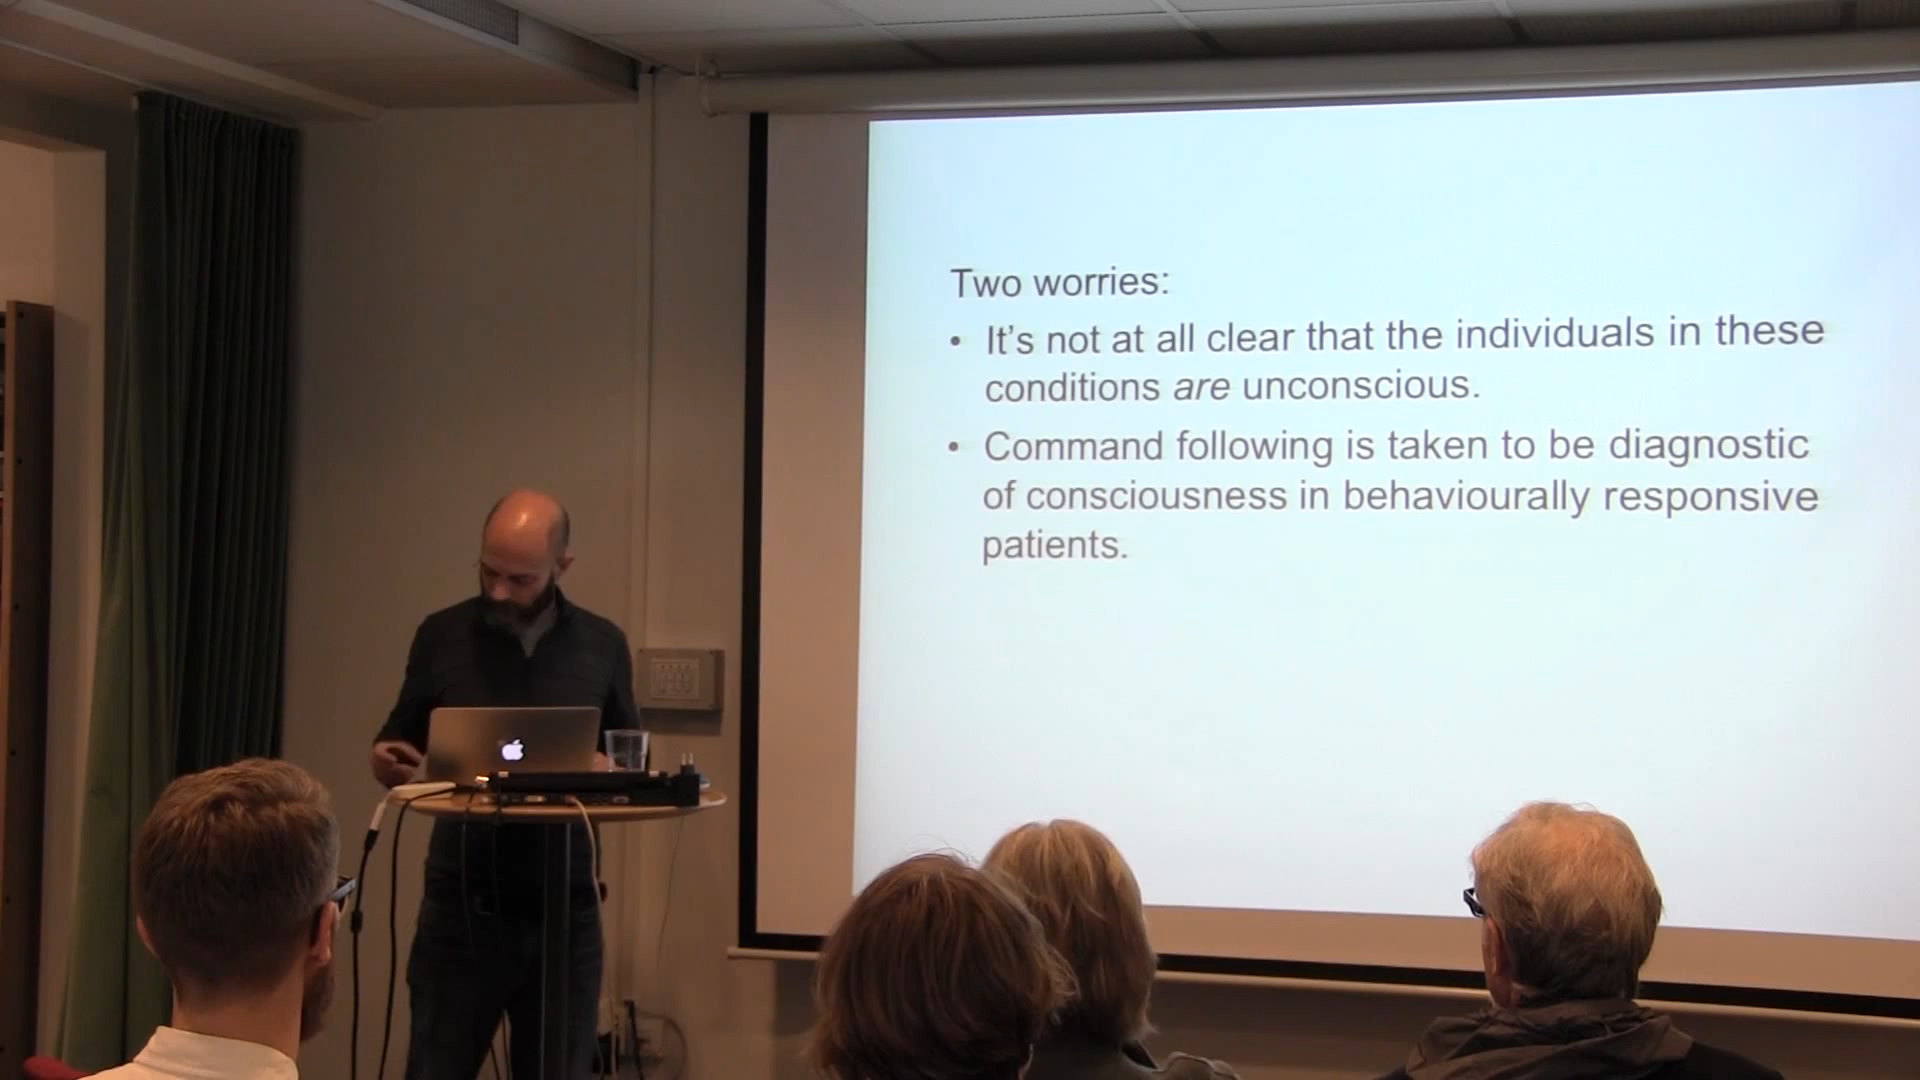 Two worries:
• It's not at all clear that the individuals in these
conditions are unconscious.
• Command following is taken to be diagnostic
of consciousness in behaviourally responsive
patients.